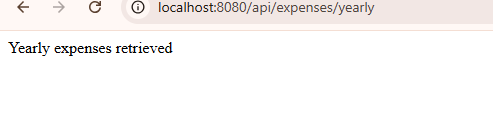 localhost:8080/api/expenses/yearly
Yearly expenses retrieved